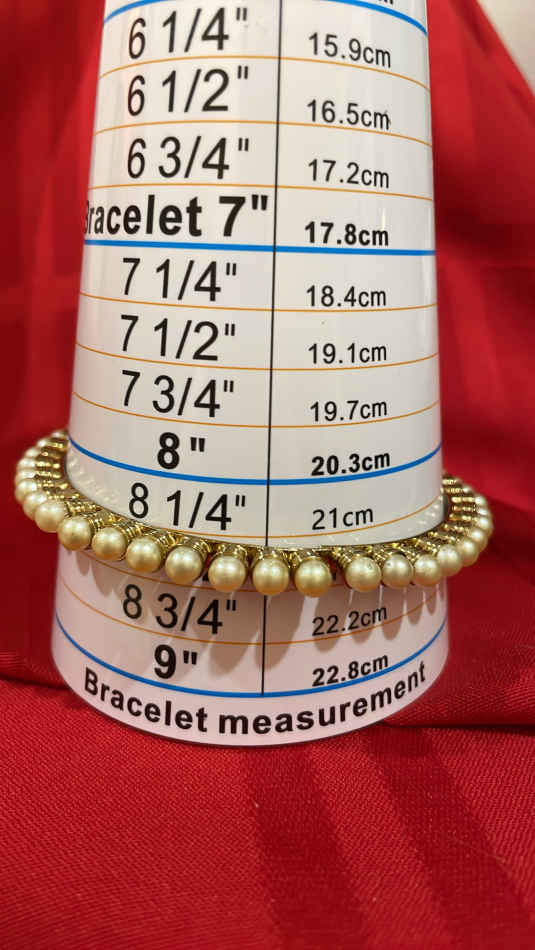 6 1/4" 15.9cm
6 1/2" 16.5cm
6 3/4" 17.2cm
Bracelet 7" 17.8cm
7 1/4" 18.4cm
7 1/2" 19.1cm
7 3/4" 19.7cm
8" 20.3cm
8 1/4" 21cm
8 3/4" 22.2cm
9" 22.8cm
Bracelet measurement